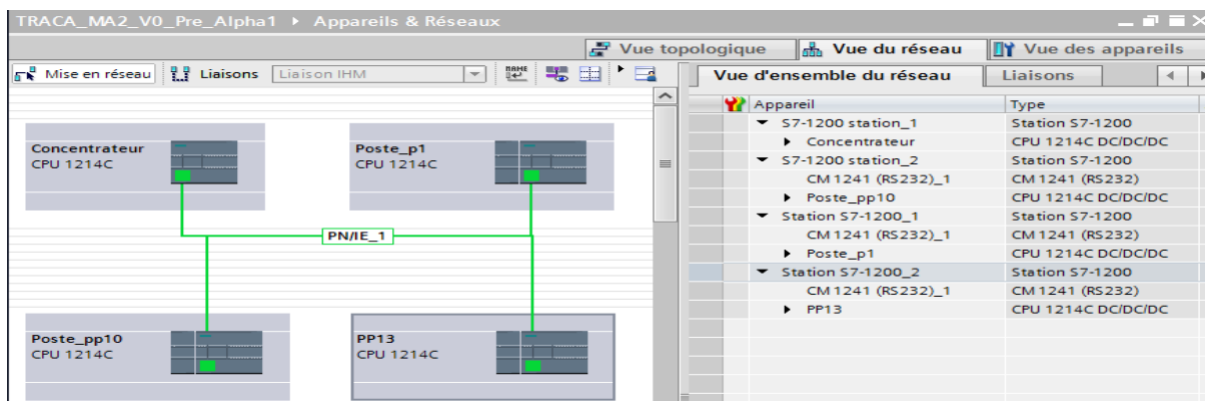 TRACA_MA2_V0_Pre_Alpha1 ▸ Appareils & Réseaux
Vue topologique Vue du réseau Vue des appareils
Mise en réseau Liaisons Liaison IHM
Vue d'ensemble du réseau Liaisons
Concentrateur
CPU 1214C
Poste_p1
CPU 1214C
PN/IE_1
Poste_pp10
CPU 1214C
PP13
CPU 1214C
Appareil Type
S7-1200 station_1 Station S7-1200
Concentrateur CPU 1214C DC/DC/DC
S7-1200 station_2 Station S7-1200
CM 1241 (RS232)_1 CM 1241 (RS232)
Poste_pp10 CPU 1214C DC/DC/DC
Station S7-1200_1 Station S7-1200
CM 1241 (RS232)_1 CM 1241 (RS232)
Poste_p1 CPU 1214C DC/DC/DC
Station S7-1200_2 Station S7-1200
CM 1241 (RS232)_1 CM 1241 (RS232)
PP13 CPU 1214C DC/DC/DC